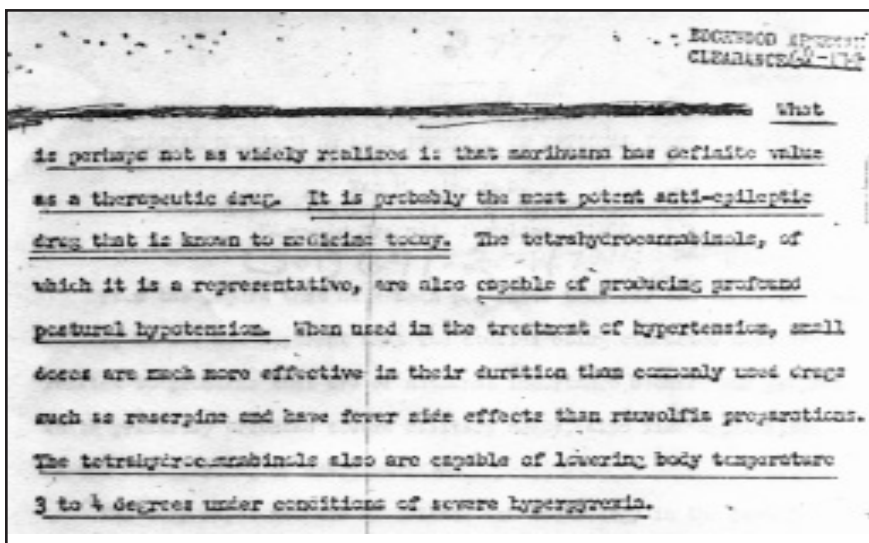 EDGEWOOD ARSENAL
CLEARANCE
What
is perhaps not as widely realized is that marihuana has definite value
as a therapeutic drug. It is probably the most potent anti-epileptic
drug that is known to medicine today. The tetrahydrocannabinols, of
which it is a representative, are also capable of producing profound
postural hypotension. When used in the treatment of hypertension, small
doses are much more effective in their duration than commonly used drugs
such as reserpine and have fewer side effects than rauwolfia preparations.
The tetrahydrocannabinols also are capable of lowering body temperature
3 to 4 degrees under conditions of severe hyperpyrexia.